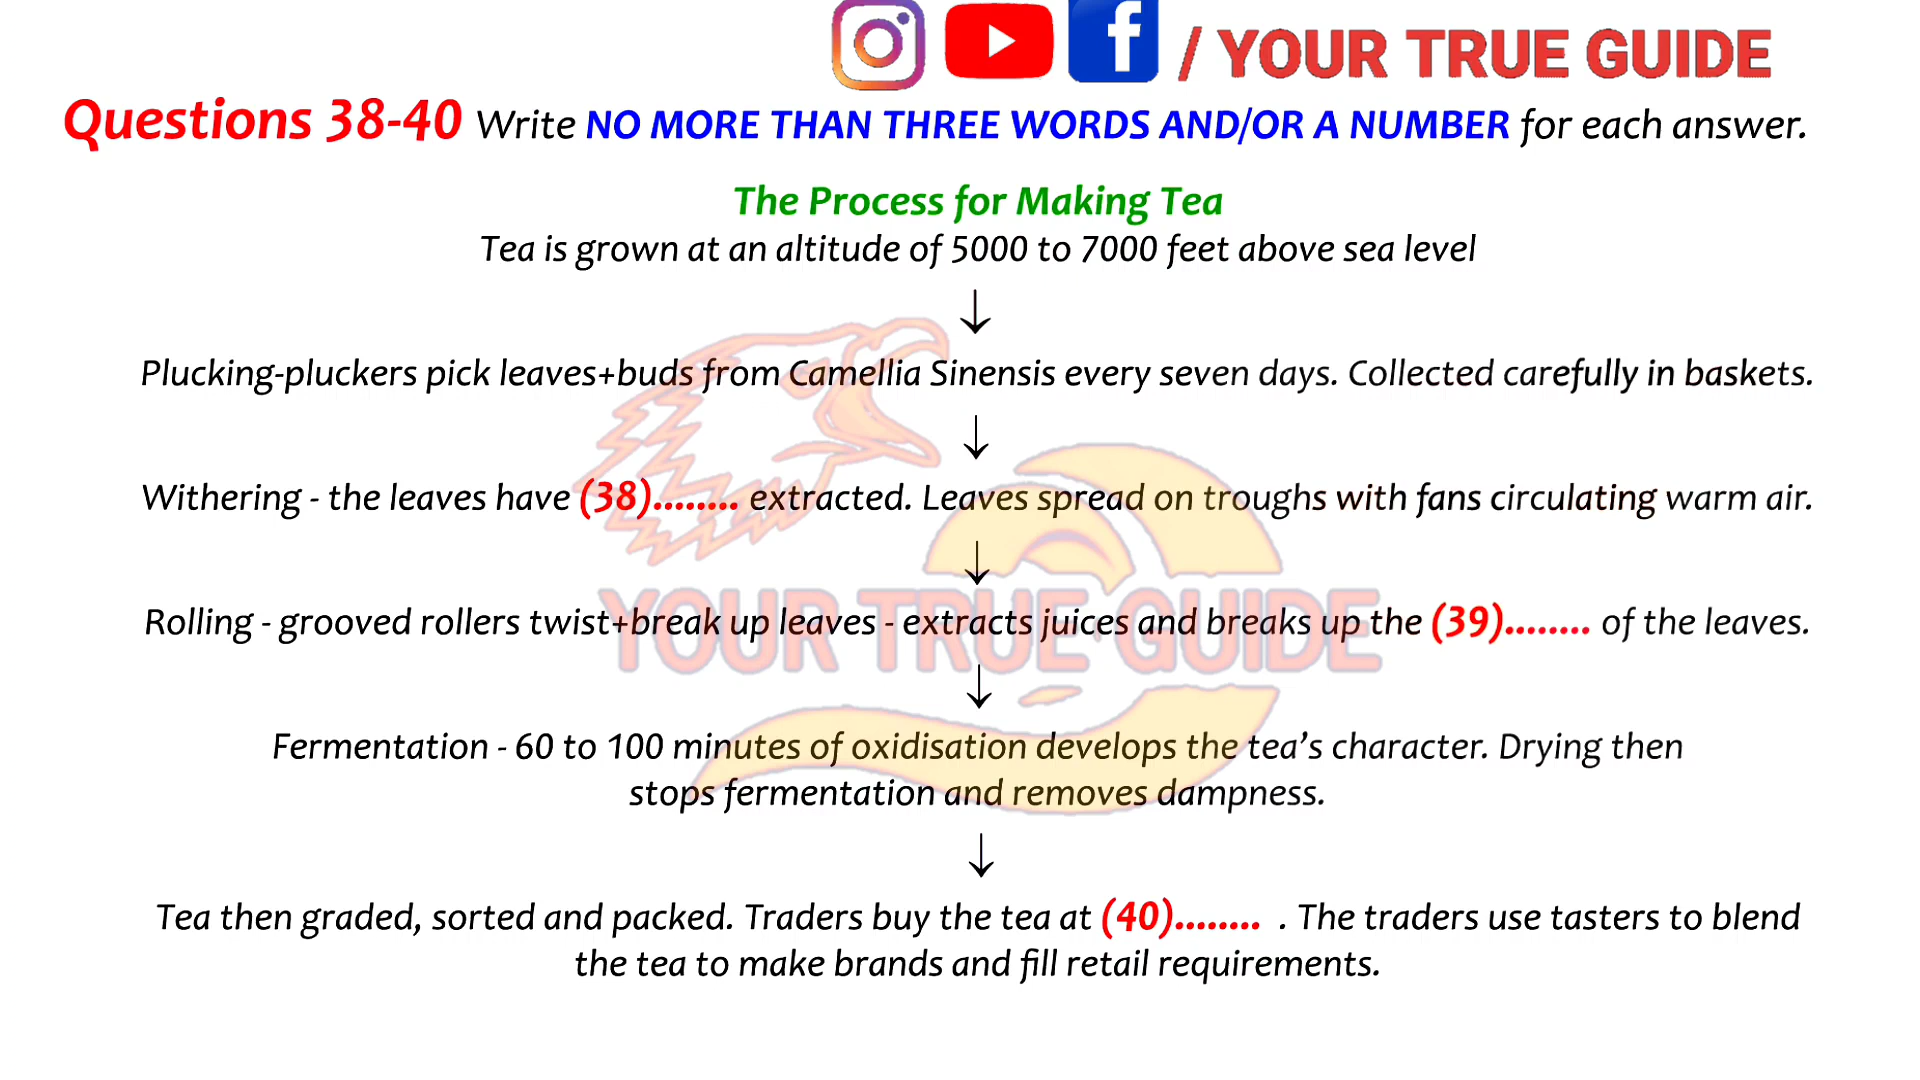 / YOUR TRUE GUIDE
Questions 38-40 Write NO MORE THAN THREE WORDS AND/OR A NUMBER for each answer.
The Process for Making Tea
Tea is grown at an altitude of 5000 to 7000 feet above sea level
↓
Plucking-pluckers pick leaves+buds from Camellia Sinensis every seven days. Collected carefully in baskets.
↓
Withering - the leaves have (38)........ extracted. Leaves spread on troughs with fans circulating warm air.
↓
YOUR TRUE GUIDE
Rolling - grooved rollers twist+break up leaves - extracts juices and breaks up the (39)........ of the leaves.
↓
Fermentation - 60 to 100 minutes of oxidisation develops the tea's character. Drying then
stops fermentation and removes dampness.
↓
Tea then graded, sorted and packed. Traders buy the tea at (40)........ . The traders use tasters to blend
the tea to make brands and fill retail requirements.